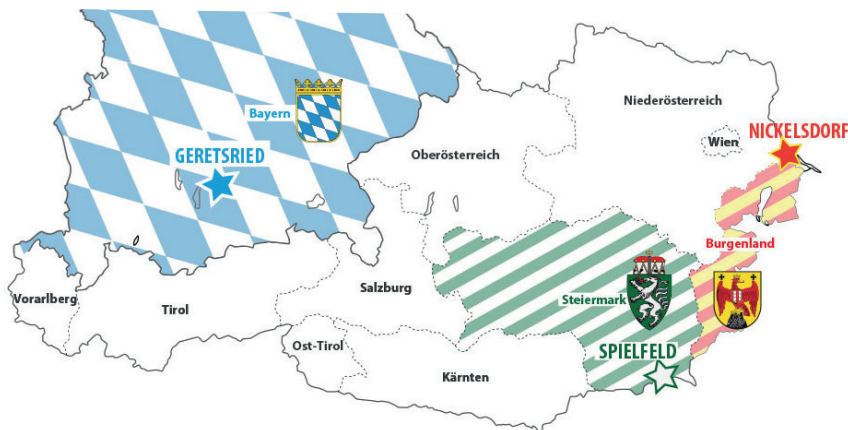 Bayern
GERETSRIED
Niederösterreich
Wien
NICKELSDORF
Oberösterreich
Burgenland
Vorarlberg
Tirol
Salzburg
Steiermark
Ost-Tirol
SPIELFELD
Kärnten